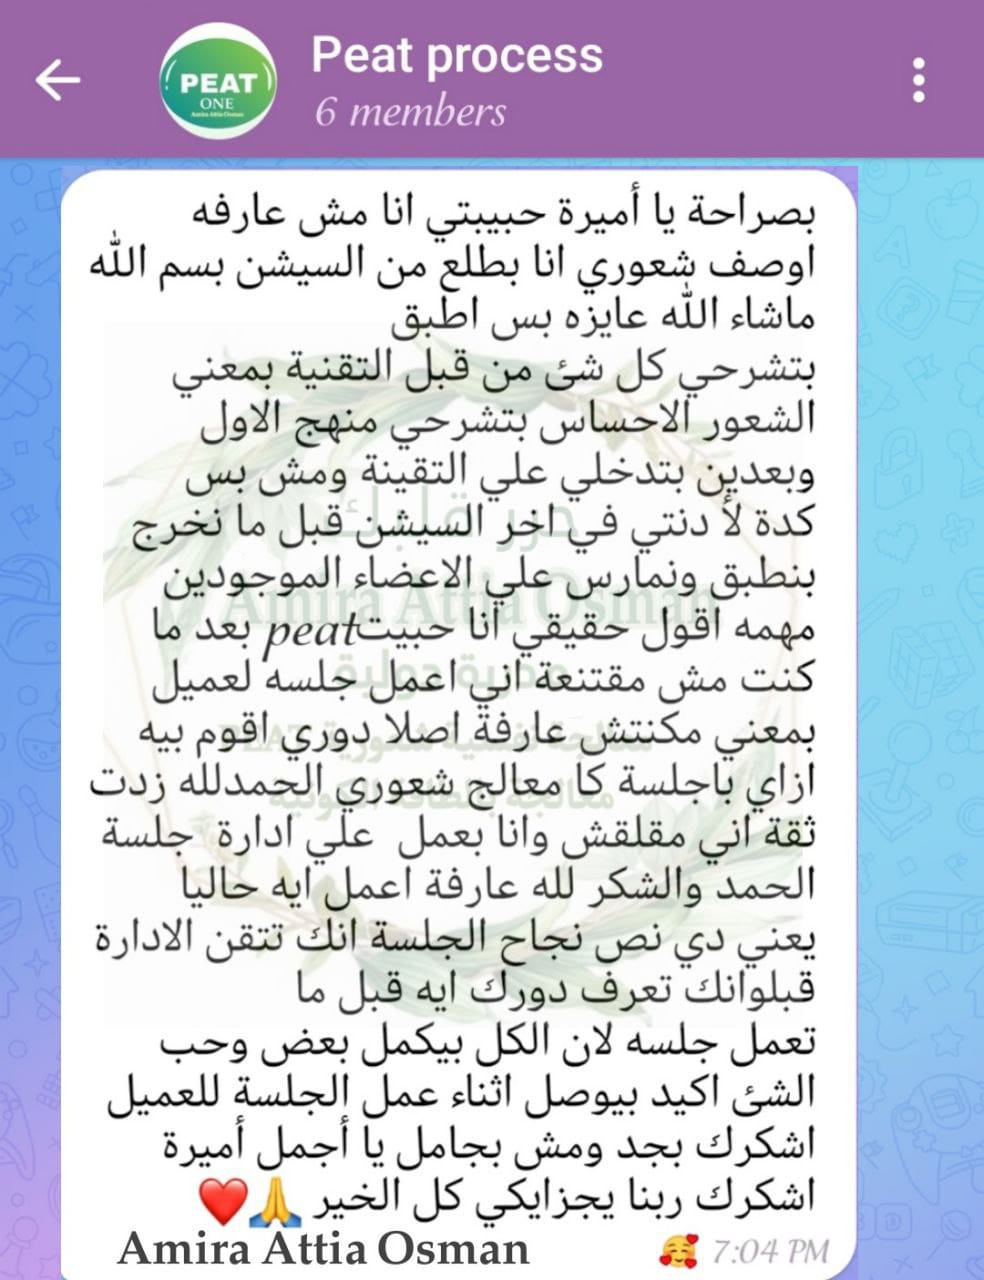 Peat process
6 members
PEAT
ONE
Amira Attia Osman
بصراحة يا أميرة حبيبتي انا مش عارفه
اوصف شعوري انا بطلع من السيشن بسم الله
ماشاء الله عايزه بس اطبق
بتشرحي كل شئ من قبل التقنية بمعني
الشعور الاحساس بتشرحي منهج الاول
وبعدين بتدخلي علي التقينة ومش بس
كدة لأ دنتي في اخر السيشن قبل ما نخرج
بنطبق ونمارس علي الاعضاء الموجودين
مهمه اقول حقيقي انا حبيت peat بعد ما
كنت مش مقتنعة اني اعمل جلسه لعميل
بمعني مكنتش عارفة اصلا دوري اقوم بيه
ازاي باجلسة كا معالج شعوري الحمدلله زدت
ثقة اني مقلقش وانا بعمل علي ادارة جلسة
الحمد والشكر لله عارفة اعمل ايه حاليا
يعني دي نص نجاح الجلسة انك تتقن الادارة
قبلوانك تعرف دورك ايه قبل ما
تعمل جلسه لان الكل بيكمل بعض وحب
الشئ اكيد بيوصل اثناء عمل الجلسة للعميل
اشكرك بجد ومش بجامل يا أجمل أميرة
اشكرك ربنا يجزايكي كل الخير 🙏❤️
Amira Attia Osman
🥰 7:04 PM
Amira Attia Osman